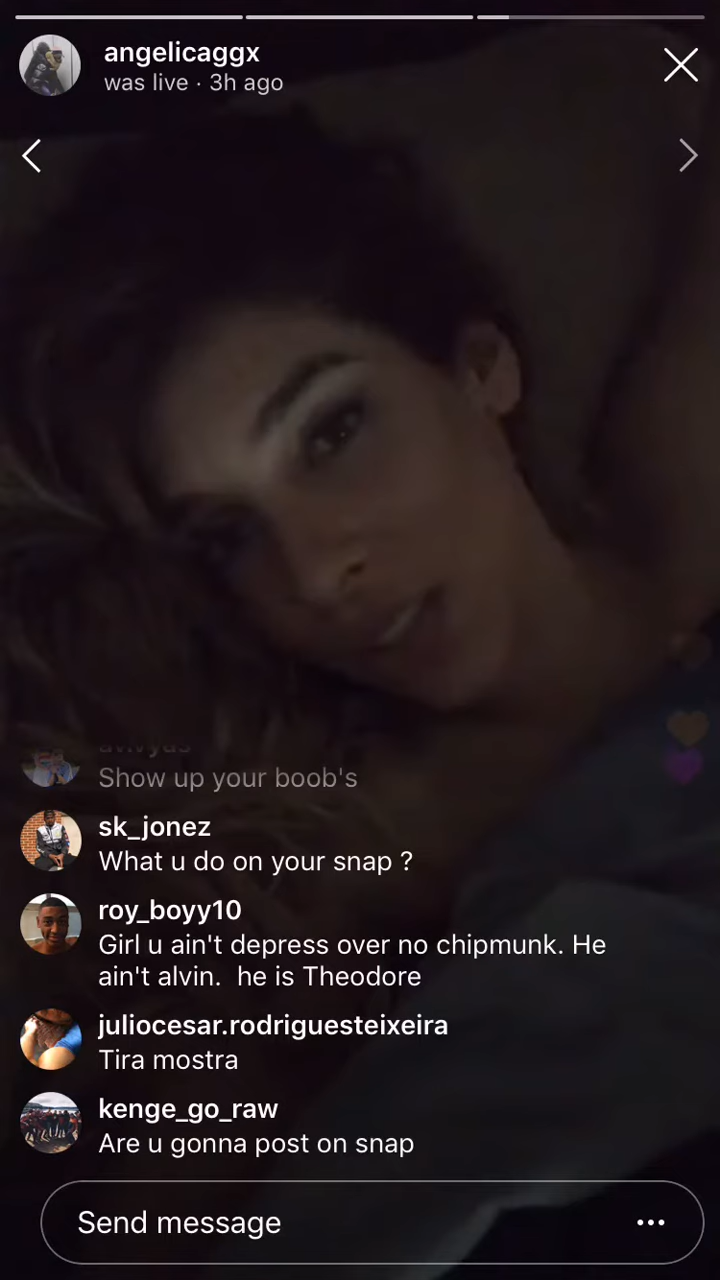 angelicaggx
was live · 3h ago
Show up your boob's
sk_jonez
What u do on your snap ?
roy_boyy10
Girl u ain't depress over no chipmunk. He
ain't alvin.  he is Theodore
juliocesar.rodriguesteixeira
Tira mostra
kenge_go_raw
Are u gonna post on snap
Send message